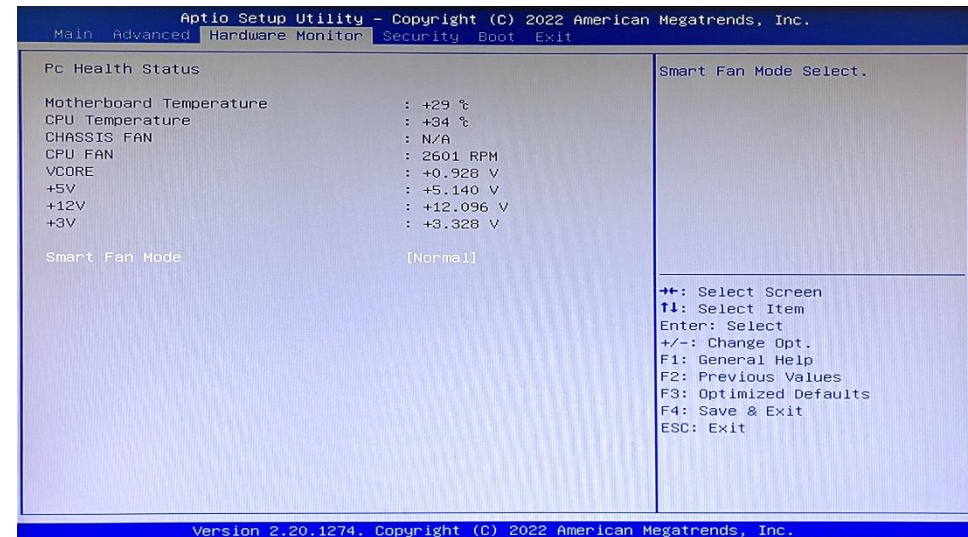 Aptio Setup Utility – Copyright (C) 2022 American Megatrends, Inc.
Main Advanced Hardware Monitor Security Boot Exit
Pc Health Status
Motherboard Temperature : +29 ℃
CPU Temperature : +34 ℃
CHASSIS FAN : N/A
CPU FAN : 2601 RPM
VCORE : +0.928 V
+5V : +5.140 V
+12V : +12.096 V
+3V : +3.328 V
Smart Fan Mode [Normal]
Smart Fan Mode Select.
→←: Select Screen
↑↓: Select Item
Enter: Select
+/-: Change Opt.
F1: General Help
F2: Previous Values
F3: Optimized Defaults
F4: Save & Exit
ESC: Exit
Version 2.20.1274. Copyright (C) 2022 American Megatrends, Inc.